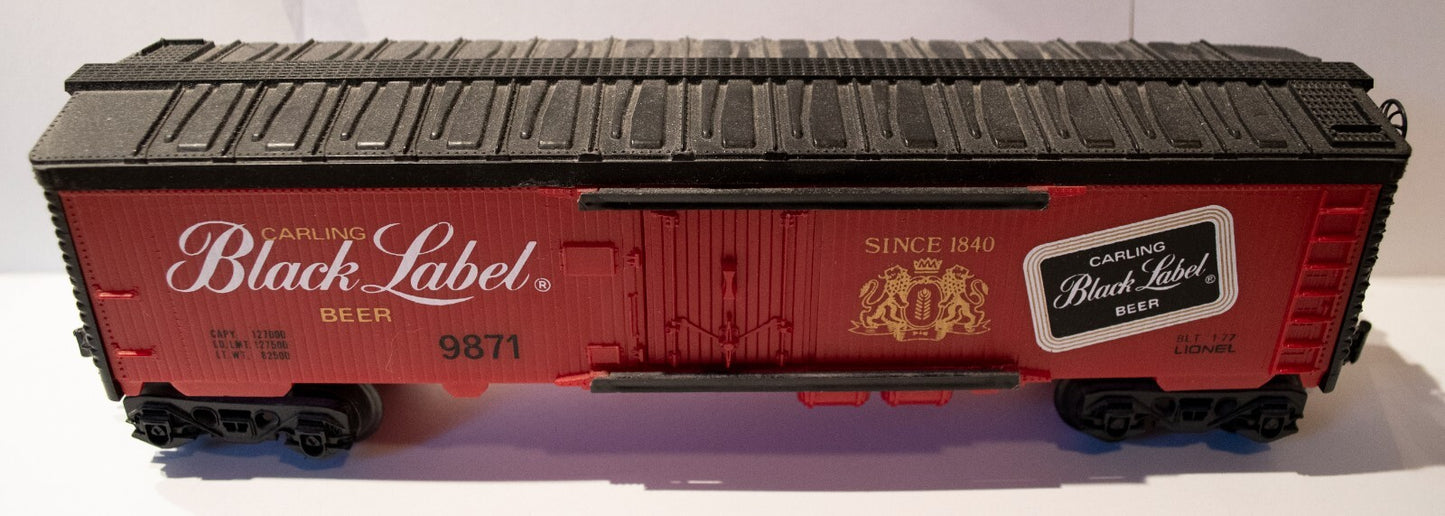 CARLING
Black Label ®
BEER
CAPY. 127000
LD.LMT. 127500
LT.WT. 82500
9871
SINCE 1840
CARLING
Black Label ®
BEER
BLT 1-77
LIONEL